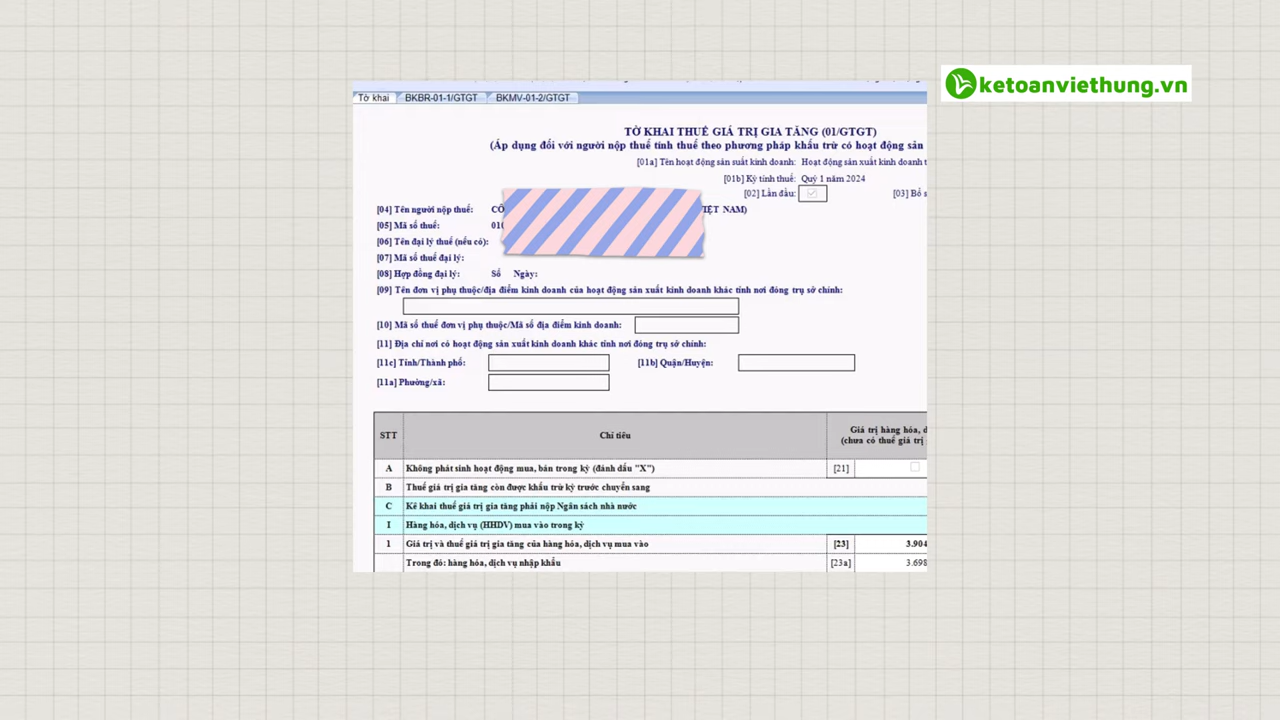 ketoanviethung.vn
Tờ khai BKBR-01-1/GTGT BKMV-01-2/GTGT
TỜ KHAI THUẾ GIÁ TRỊ GIA TĂNG (01/GTGT)
(Áp dụng đối với người nộp thuế tính thuế theo phương pháp khấu trừ có hoạt động sản
[01a] Tên hoạt động sản suất kinh doanh: Hoạt động sản xuất kinh doanh t
[01b] Kỳ tính thuế: Quý 1 năm 2024
[02] Lần đầu: [03] Bổ s
[04] Tên người nộp thuế: CÔ IỆT NAM)
[05] Mã số thuế: 010
[06] Tên đại lý thuế (nếu có):
[07] Mã số thuế đại lý:
[08] Hợp đồng đại lý: Số Ngày:
[09] Tên đơn vị phụ thuộc/địa điểm kinh doanh của hoạt động sản xuất kinh doanh khác tỉnh nơi đóng trụ sở chính:
[10] Mã số thuế đơn vị phụ thuộc/Mã số địa điểm kinh doanh:
[11] Địa chỉ nơi có hoạt động sản xuất kinh doanh khác tỉnh nơi đóng trụ sở chính:
[11c] Tỉnh/Thành phố: [11b] Quận/Huyện:
[11a] Phường/xã:
STT Chỉ tiêu Giá trị hàng hóa, d
(chưa có thuế giá trị
A Không phát sinh hoạt động mua, bán trong kỳ (đánh dấu "X") [21]
B Thuế giá trị gia tăng còn được khấu trừ kỳ trước chuyển sang
C Kê khai thuế giá trị gia tăng phải nộp Ngân sách nhà nước
I Hàng hóa, dịch vụ (HHDV) mua vào trong kỳ
1 Giá trị và thuế giá trị gia tăng của hàng hóa, dịch vụ mua vào [23] 3.904
Trong đó: hàng hóa, dịch vụ nhập khẩu [23a] 3.698